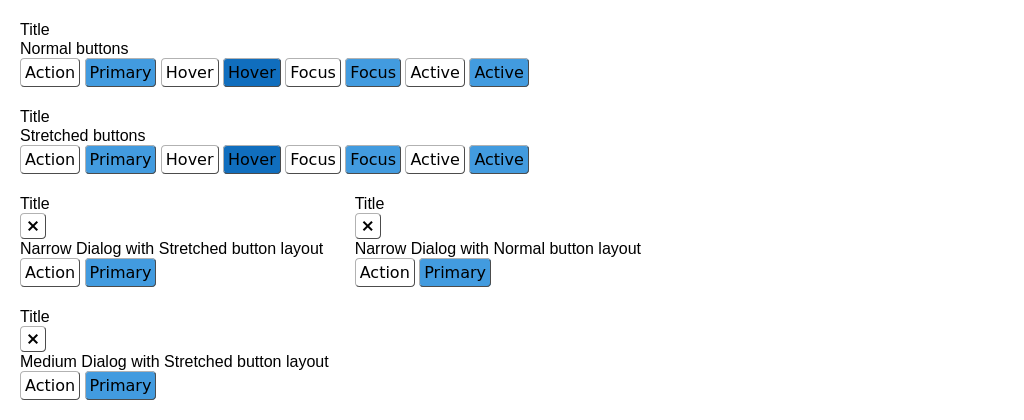 Title
Normal buttons
Action Primary Hover Hover Focus Focus Active Active
Title
Stretched buttons
Action Primary Hover Hover Focus Focus Active Active
Title
×
Narrow Dialog with Stretched button layout
Action Primary
Title
×
Narrow Dialog with Normal button layout
Action Primary
Title
×
Medium Dialog with Stretched button layout
Action Primary